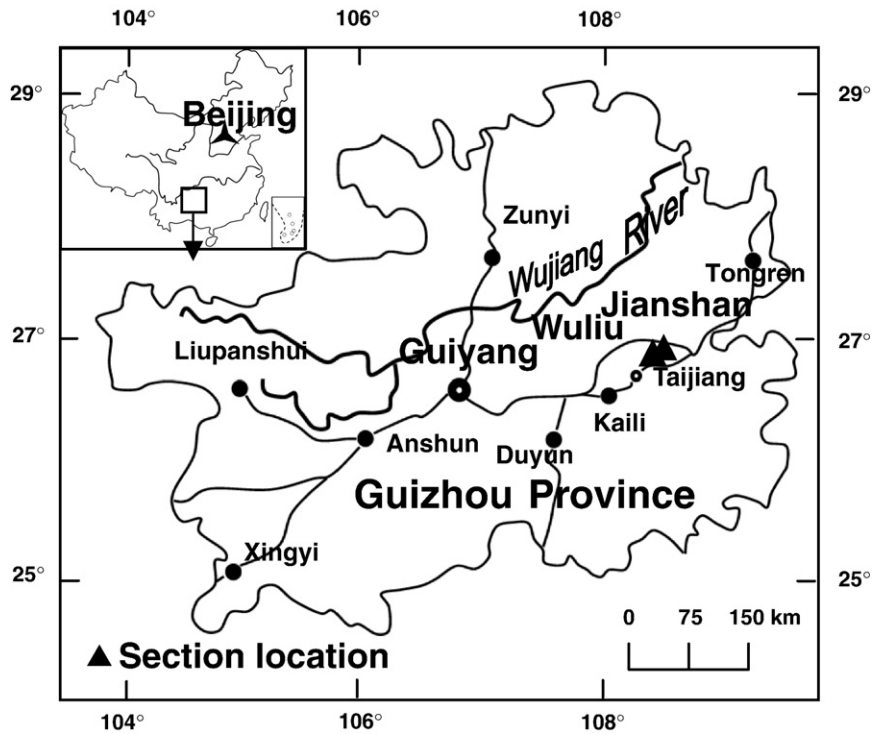 104° 106° 108°
29° 29°
Beijing
Zunyi
Wujiang River
Tongren
Jianshan
Wuliu
27° 27°
Liupanshui
Guiyang
Taijiang
Kaili
Anshun
Duyun
Guizhou Province
Xingyi
25° 25°
0 75 150 km
Section location
104° 106° 108°